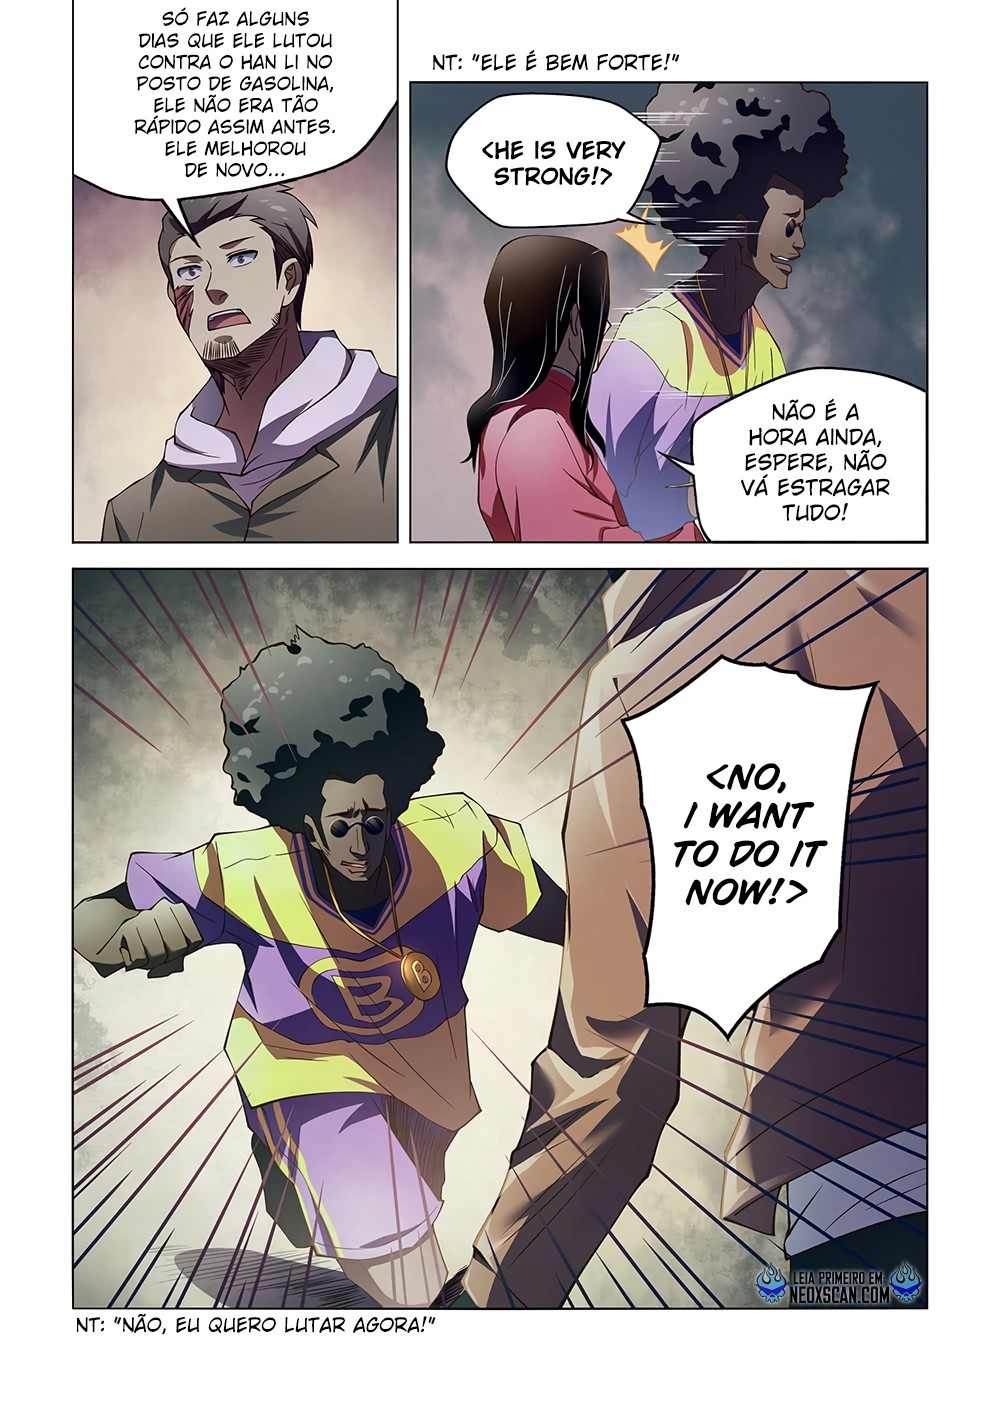 SÓ FAZ ALGUNS
DIAS QUE ELE LUTOU
CONTRA O HAN LI NO
POSTO DE GASOLINA,
ELE NÃO ERA TÃO
RÁPIDO ASSIM ANTES.
ELE MELHOROU
DE NOVO...
NT: "ELE É BEM FORTE!"
<HE IS VERY
STRONG!>
NÃO É A
HORA AINDA,
ESPERE, NÃO
VÁ ESTRAGAR
TUDO!
<NO,
I WANT
TO DO IT
NOW!>
B
B
LEIA PRIMEIRO EM
NEOXSCAN.COM
NT: "NÃO, EU QUERO LUTAR AGORA!"